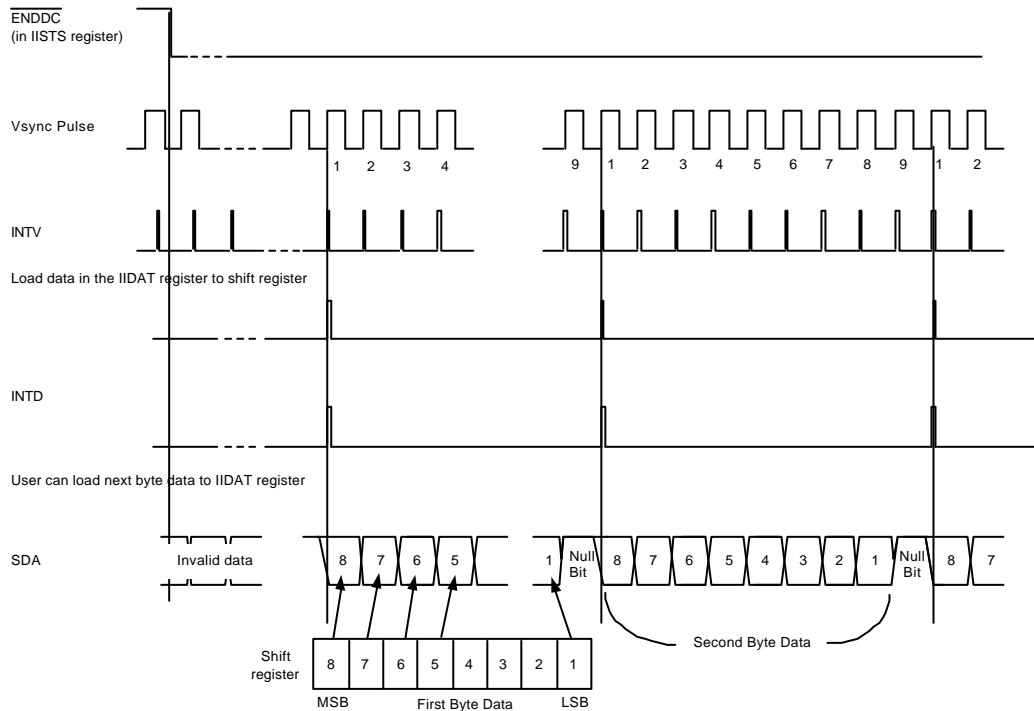 ENDDC
(in IISTS register)
Vsync Pulse
1 2 3 4 9 1 2 3 4 5 6 7 8 9 1 2
INTV
Load data in the IIDAT register to shift register
INTD
User can load next byte data to IIDAT register
SDA
Invalid data 8 7 6 5 1 Null Bit 8 7 6 5 4 3 2 1 Null Bit 8 7
Second Byte Data
Shift register
8 7 6 5 4 3 2 1
MSB First Byte Data LSB